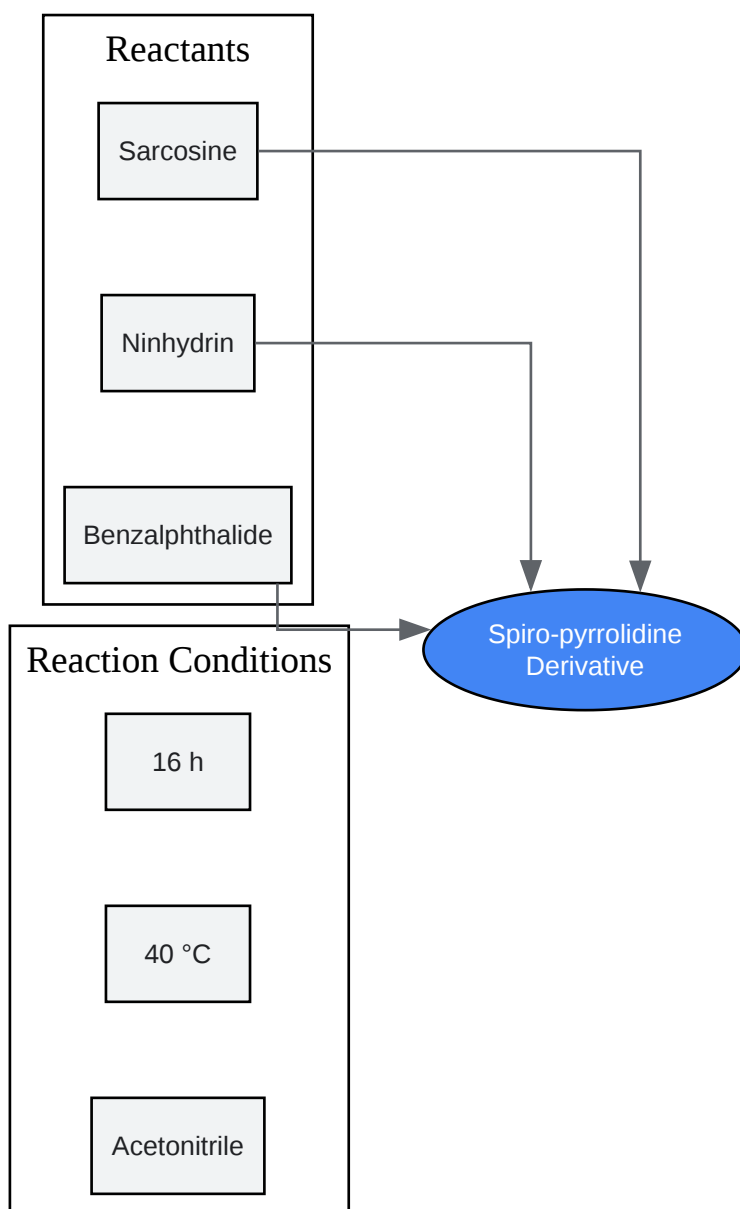 Reactants
Sarcosine
Ninhydrin
Benzalphthalide
Spiro-pyrrolidine
Derivative
Reaction Conditions
16 h
40 °C
Acetonitrile